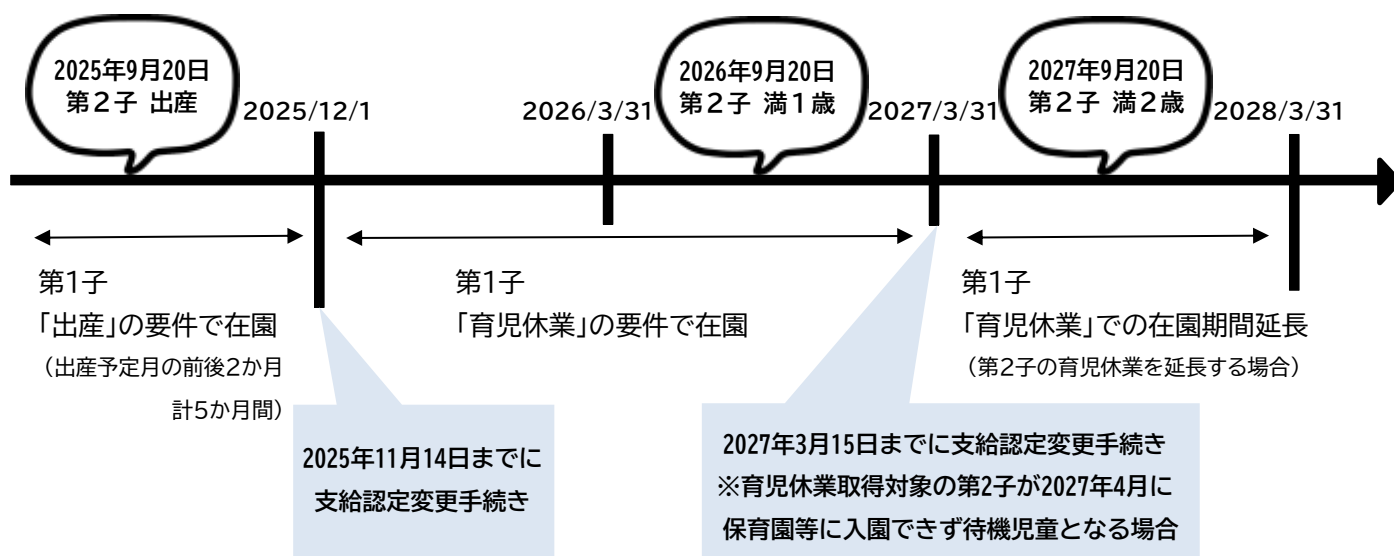 2025年9月20日
第２子 出産
2025/12/1
2026/3/31
2026年9月20日
第２子 満１歳
2027/3/31
2027年9月20日
第２子 満２歳
2028/3/31
第1子
「出産」の要件で在園
（出産予定月の前後2か月
計5か月間）
第1子
「育児休業」の要件で在園
第1子
「育児休業」での在園期間延長
（第2子の育児休業を延長する場合）
2025年11月14日までに
支給認定変更手続き
2027年3月15日までに支給認定変更手続き
※育児休業取得対象の第2子が2027年4月に
保育園等に入園できず待機児童となる場合